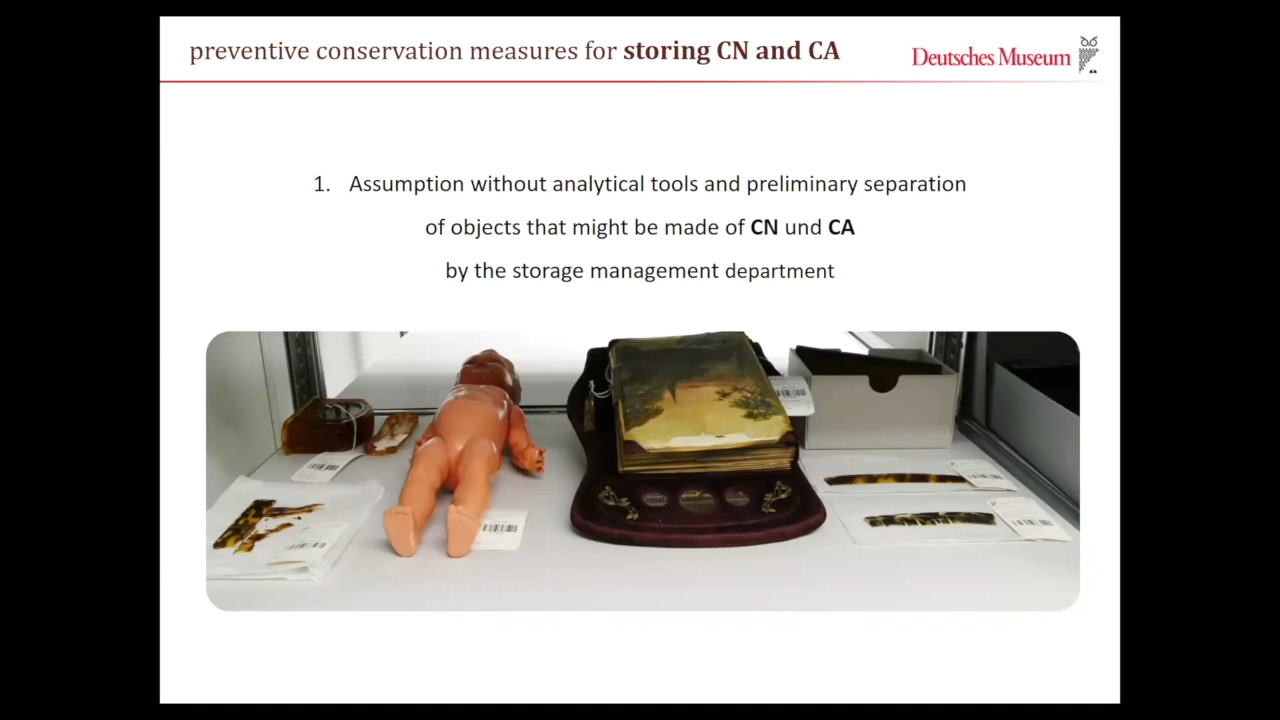 preventive conservation measures for storing CN and CA
Deutsches Museum
1. Assumption without analytical tools and preliminary separation
of objects that might be made of CN und CA
by the storage management department